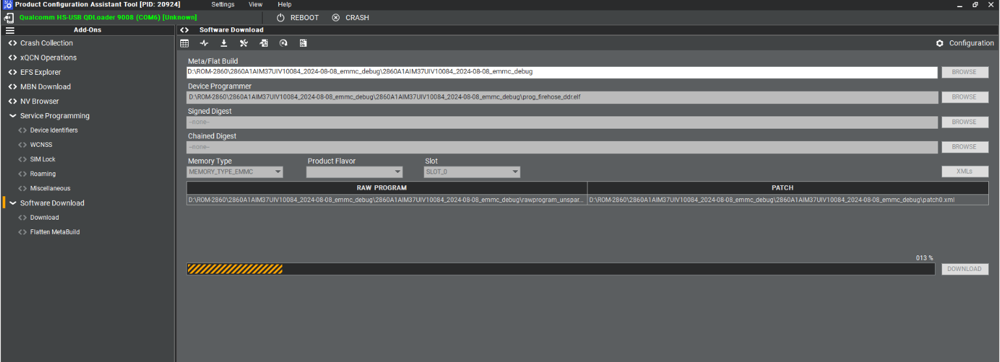 Product Configuration Assistant Tool [PID: 20924] Settings View Help
Qualcomm HS-USB QDLoader 9008 (COM6) [Unknown] REBOOT CRASH
Add-Ons
Software Download
Crash Collection
xQCN Operations
EFS Explorer
MBN Download
NV Browser
Service Programming
Device Identifiers
WCNSS
SIM Lock
Roaming
Miscellaneous
Software Download
Download
Flatten MetaBuild
Configuration
Meta/Flat Build
D:\ROM-2860\2860A1AIM37UIV10084_2024-08-08_emmc_debug\2860A1AIM37UIV10084_2024-08-08_emmc_debug BROWSE
Device Programmer
D:\ROM-2860\2860A1AIM37UIV10084_2024-08-08_emmc_debug\2860A1AIM37UIV10084_2024-08-08_emmc_debug\prog_firehose_ddr.elf BROWSE
Signed Digest
--none-- BROWSE
Chained Digest
--none-- BROWSE
Memory Type Product Flavor Slot
MEMORY_TYPE_EMMC SLOT_0 XMLs
RAW PROGRAM PATCH
D:\ROM-2860\2860A1AIM37UIV10084_2024-08-08_emmc_debug\2860A1AIM37UIV10084_2024-08-08_emmc_debug\rawprogram_unspar... D:\ROM-2860\2860A1AIM37UIV10084_2024-08-08_emmc_debug\2860A1AIM37UIV10084_2024-08-08_emmc_debug\patch0.xml
013 %
DOWNLOAD